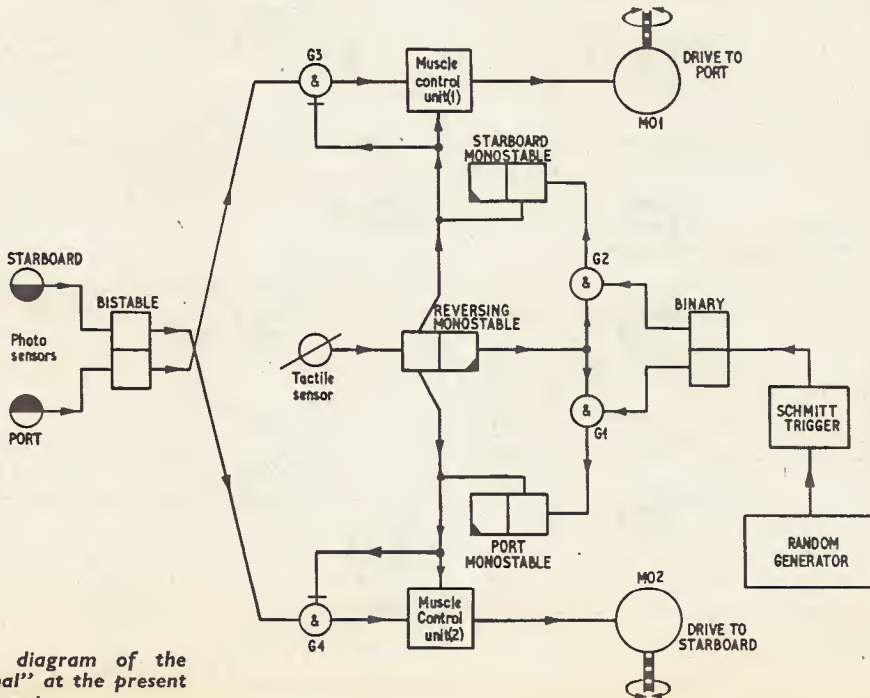 G3
&
Muscle
control
unit(1)
DRIVE TO
PORT
MO1
STARBOARD
MONOSTABLE
STARBOARD
BISTABLE
Photo
sensors
PORT
REVERSING
MONOSTABLE
Tactile
sensor
G2
&
BINARY
&
G1
SCHMITT
TRIGGER
RANDOM
GENERATOR
PORT
MONOSTABLE
&
G4
Muscle
Control
unit(2)
MO2
DRIVE TO
STARBOARD
diagram of the
al" at the present